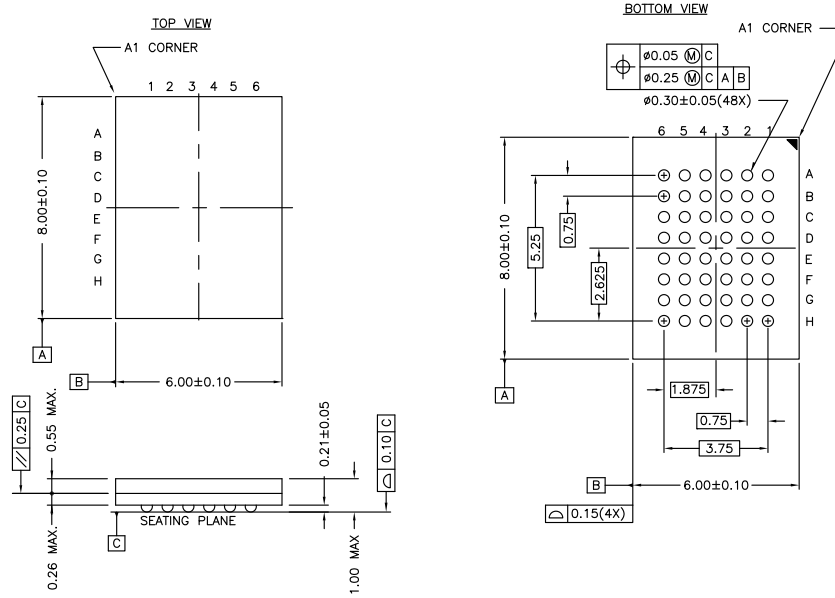 TOP VIEW
A1 CORNER
1 2 3 4 5 6
A
B
C
D
E
F
G
H
8.00±0.10
A
B
6.00±0.10
// 0.25 C
0.55 MAX.
0.26 MAX.
0.21±0.05
0.10 C
1.00 MAX
SEATING PLANE
C
BOTTOM VIEW
A1 CORNER
ø0.05 Ⓜ C
ø0.25 Ⓜ C A B
ø0.30±0.05(48X)
6 5 4 3 2 1
A
B
C
D
E
F
G
H
8.00±0.10
5.25
0.75
2.625
A
1.875
0.75
3.75
B
6.00±0.10
0.15(4X)